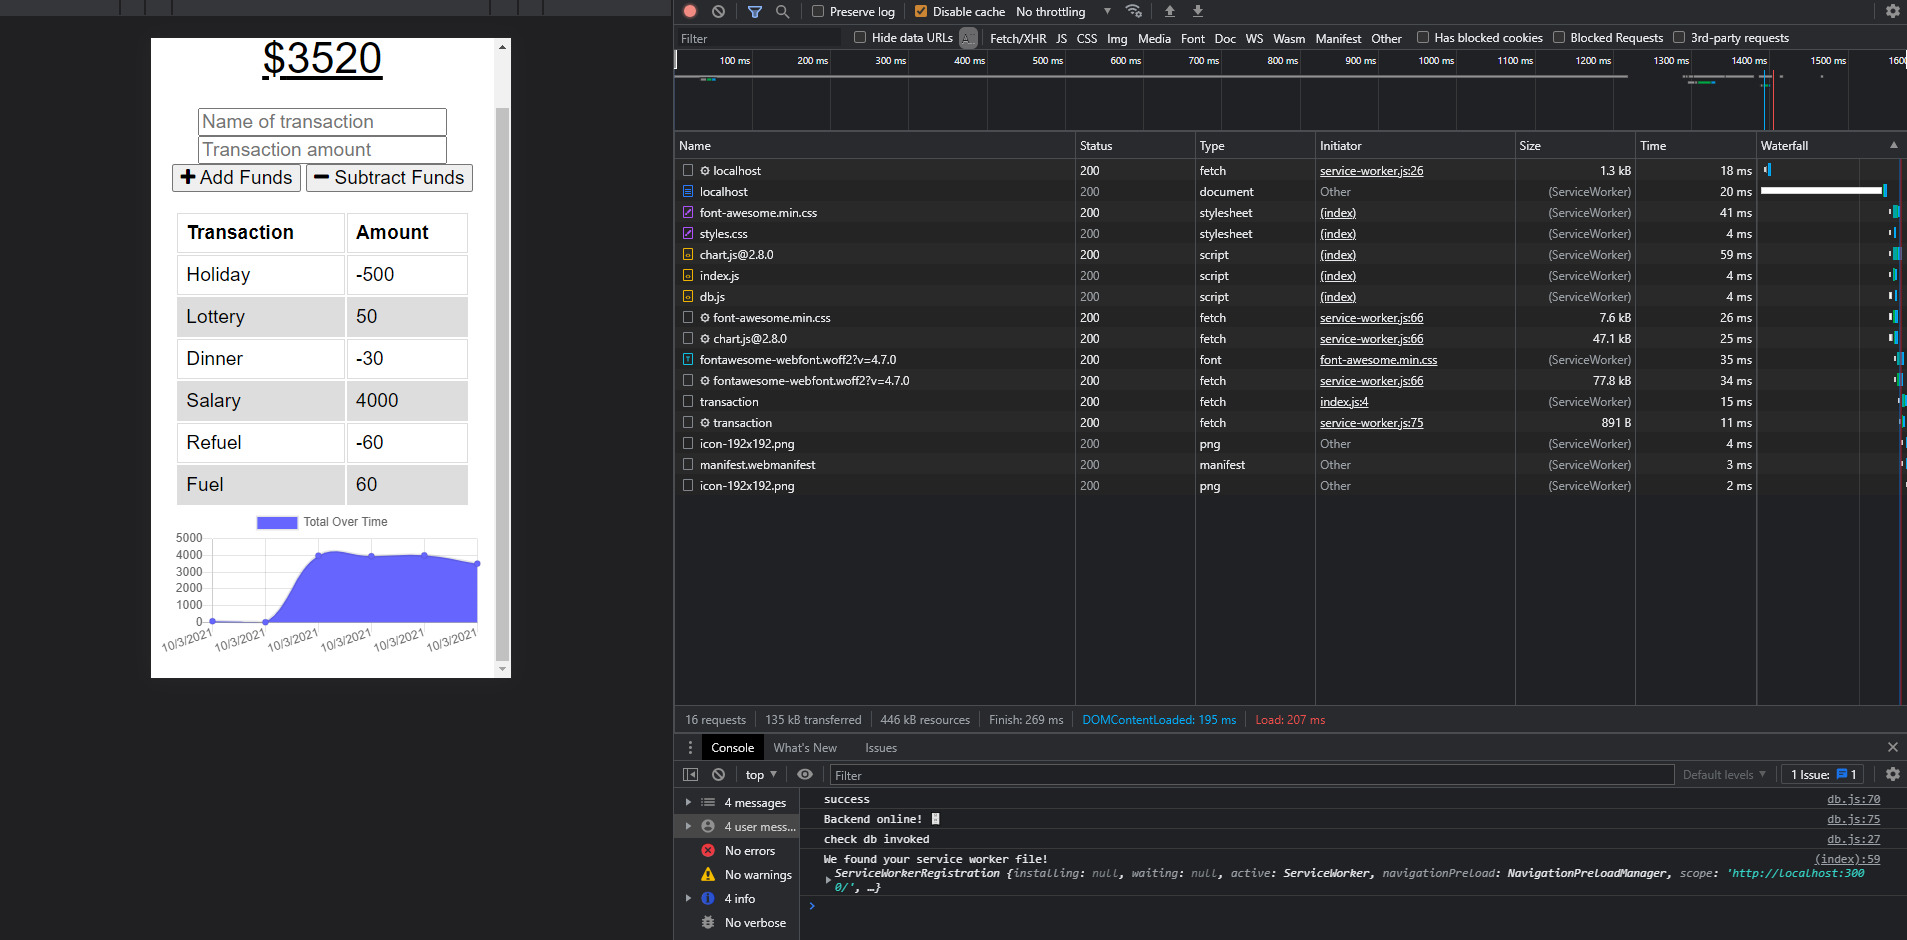 $3520
Name of transaction
Transaction amount
Add Funds Subtract Funds
Transaction Amount
Holiday -500
Lottery 50
Dinner -30
Salary 4000
Refuel -60
Fuel 60
Total Over Time
5000
4000
3000
2000
1000
0
10/3/2021 10/3/2021 10/3/2021 10/3/2021 10/3/2021 10/3/2021
Preserve log Disable cache No throttling
Filter Hide data URLs Fetch/XHR JS CSS Img Media Font Doc WS Wasm Manifest Other Has blocked cookies Blocked Requests 3rd-party requests
100 ms 200 ms 300 ms 400 ms 500 ms 600 ms 700 ms 800 ms 900 ms 1000 ms 1100 ms 1200 ms 1300 ms 1400 ms 1500 ms
Name Status Type Initiator Size Time Waterfall
localhost 200 fetch service-worker.js:26 1.3 kB 18 ms
localhost 200 document Other (ServiceWorker) 20 ms
font-awesome.min.css 200 stylesheet (index) (ServiceWorker) 41 ms
styles.css 200 stylesheet (index) (ServiceWorker) 4 ms
chart.js@2.8.0 200 script (index) (ServiceWorker) 59 ms
index.js 200 script (index) (ServiceWorker) 4 ms
db.js 200 script (index) (ServiceWorker) 4 ms
font-awesome.min.css 200 fetch service-worker.js:66 7.6 kB 26 ms
chart.js@2.8.0 200 fetch service-worker.js:66 47.1 kB 25 ms
fontawesome-webfont.woff2?v=4.7.0 200 font font-awesome.min.css (ServiceWorker) 35 ms
fontawesome-webfont.woff2?v=4.7.0 200 fetch service-worker.js:66 77.8 kB 34 ms
transaction 200 fetch index.js:4 (ServiceWorker) 15 ms
transaction 200 fetch service-worker.js:75 891 B 11 ms
icon-192x192.png 200 png Other (ServiceWorker) 4 ms
manifest.webmanifest 200 manifest Other (ServiceWorker) 3 ms
icon-192x192.png 200 png Other (ServiceWorker) 2 ms
16 requests 135 kB transferred 446 kB resources Finish: 269 ms DOMContentLoaded: 195 ms Load: 207 ms
Console What's New Issues
top Filter Default levels 1 Issue: 1
4 messages
4 user mess...
No errors
No warnings
4 info
No verbose
success db.js:70
Backend online! db.js:75
check db invoked db.js:27
We found your service worker file! (index):59
ServiceWorkerRegistration {installing: null, waiting: null, active: ServiceWorker, navigationPreload: NavigationPreloadManager, scope: 'http://localhost:300
0/', …}